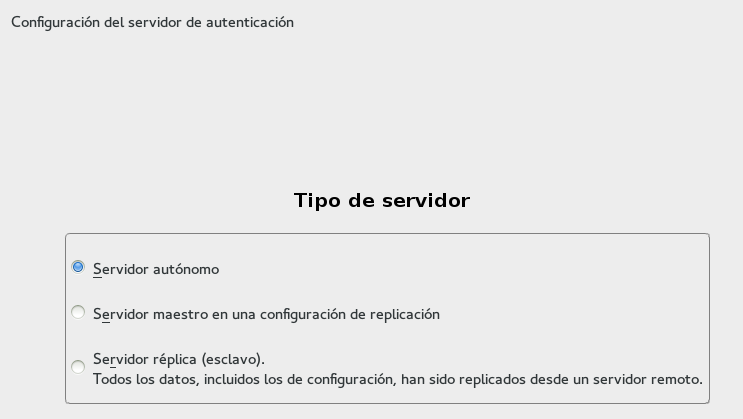 Configuración del servidor de autenticación
Tipo de servidor
Servidor autónomo
Servidor maestro en una configuración de replicación
Servidor réplica (esclavo).
Todos los datos, incluidos los de configuración, han sido replicados desde un servidor remoto.